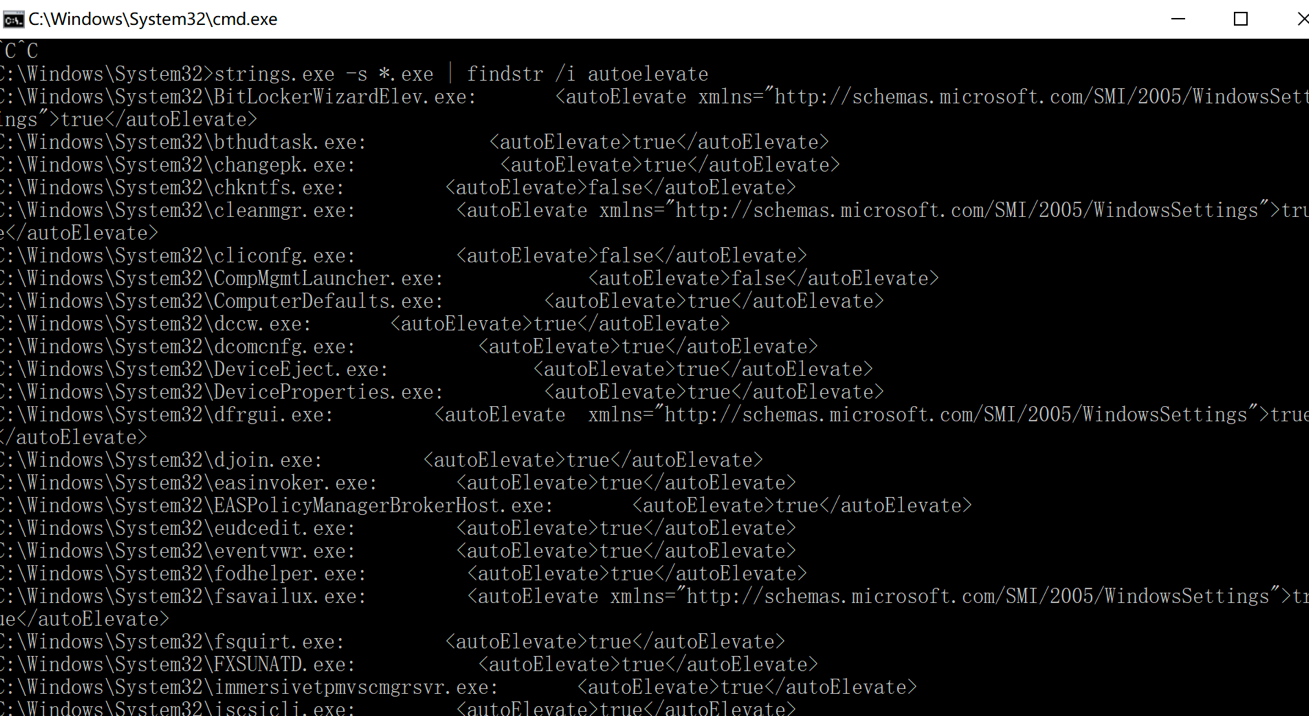 C:\Windows\System32\cmd.exe
^C^C
C:\Windows\System32>strings.exe -s *.exe | findstr /i autoelevate
C:\Windows\System32\BitLockerWizardElev.exe: <autoElevate xmlns="http://schemas.microsoft.com/SMI/2005/WindowsSett
ings">true</autoElevate>
C:\Windows\System32\bthudtask.exe: <autoElevate>true</autoElevate>
C:\Windows\System32\changepk.exe: <autoElevate>true</autoElevate>
C:\Windows\System32\chkntfs.exe: <autoElevate>false</autoElevate>
C:\Windows\System32\cleanmgr.exe: <autoElevate xmlns="http://schemas.microsoft.com/SMI/2005/WindowsSettings">tru
e</autoElevate>
C:\Windows\System32\cliconfg.exe: <autoElevate>false</autoElevate>
C:\Windows\System32\CompMgmtLauncher.exe: <autoElevate>false</autoElevate>
C:\Windows\System32\ComputerDefaults.exe: <autoElevate>true</autoElevate>
C:\Windows\System32\dccw.exe: <autoElevate>true</autoElevate>
C:\Windows\System32\dcomcnfg.exe: <autoElevate>true</autoElevate>
C:\Windows\System32\DeviceEject.exe: <autoElevate>true</autoElevate>
C:\Windows\System32\DeviceProperties.exe: <autoElevate>true</autoElevate>
C:\Windows\System32\dfrgui.exe: <autoElevate xmlns="http://schemas.microsoft.com/SMI/2005/WindowsSettings">true
</autoElevate>
C:\Windows\System32\djoin.exe: <autoElevate>true</autoElevate>
C:\Windows\System32\easinvoker.exe: <autoElevate>true</autoElevate>
C:\Windows\System32\EASPolicyManagerBrokerHost.exe: <autoElevate>true</autoElevate>
C:\Windows\System32\eudcedit.exe: <autoElevate>true</autoElevate>
C:\Windows\System32\eventvwr.exe: <autoElevate>true</autoElevate>
C:\Windows\System32\fodhelper.exe: <autoElevate>true</autoElevate>
C:\Windows\System32\fsavailux.exe: <autoElevate xmlns="http://schemas.microsoft.com/SMI/2005/WindowsSettings">tr
ue</autoElevate>
C:\Windows\System32\fsquirt.exe: <autoElevate>true</autoElevate>
C:\Windows\System32\FXSUNATD.exe: <autoElevate>true</autoElevate>
C:\Windows\System32\immersivetpmvscmgrsvr.exe: <autoElevate>true</autoElevate>
C:\Windows\System32\iscsicli.exe: <autoElevate>true</autoElevate>